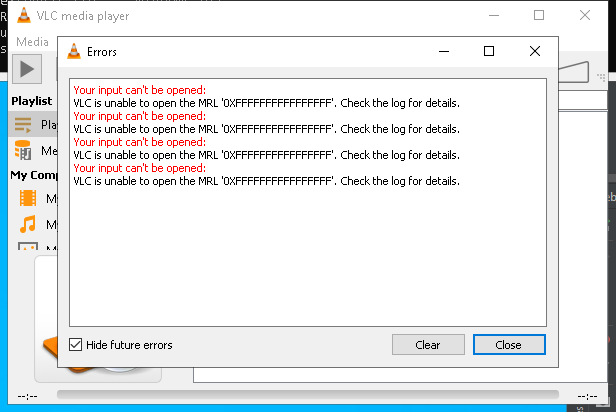 VLC media player
Media
Errors
Your input can't be opened:
VLC is unable to open the MRL '0XFFFFFFFFFFFFFFFF'. Check the log for details.
Your input can't be opened:
VLC is unable to open the MRL '0XFFFFFFFFFFFFFFFF'. Check the log for details.
Your input can't be opened:
VLC is unable to open the MRL '0XFFFFFFFFFFFFFFFF'. Check the log for details.
Your input can't be opened:
VLC is unable to open the MRL '0XFFFFFFFFFFFFFFFF'. Check the log for details.
Playlist
Play
Me
My Comp
My
My
Hide future errors
Clear
Close
--:--
--:--